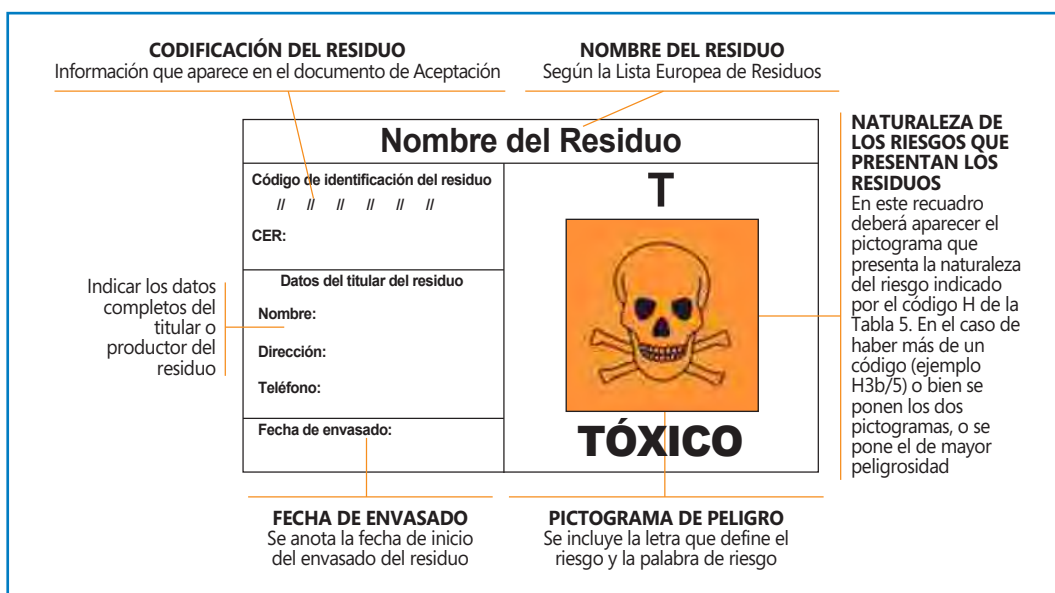 CODIFICACIÓN DEL RESIDUO
Información que aparece en el documento de Aceptación
NOMBRE DEL RESIDUO
Según la Lista Europea de Residuos
Nombre del Residuo
Código de identificación del residuo
// // // // // //
CER:
Datos del titular del residuo
Nombre:
Dirección:
Teléfono:
Fecha de envasado:
T
TÓXICO
Indicar los datos
completos del
titular o
productor del
residuo
NATURALEZA DE
LOS RIESGOS QUE
PRESENTAN LOS
RESIDUOS
En este recuadro
deberá aparecer el
pictograma que
presenta la naturaleza
del riesgo indicado
por el código H de la
Tabla 5. En el caso de
haber más de un
código (ejemplo
H3b/5) o bien se
ponen los dos
pictogramas, o se
pone el de mayor
peligrosidad
FECHA DE ENVASADO
Se anota la fecha de inicio
del envasado del residuo
PICTOGRAMA DE PELIGRO
Se incluye la letra que define el
riesgo y la palabra de riesgo